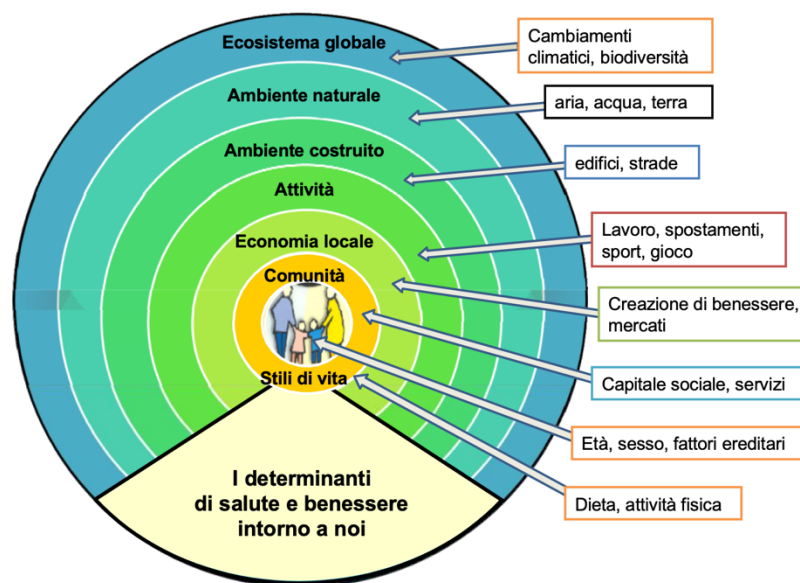 Ecosistema globale
Cambiamenti
climatici, biodiversità
Ambiente naturale
aria, acqua, terra
Ambiente costruito
edifici, strade
Attività
Lavoro, spostamenti,
sport, gioco
Economia locale
Comunità
Creazione di benessere,
mercati
Stili di vita
Capitale sociale, servizi
Età, sesso, fattori ereditari
I determinanti
di salute e benessere
intorno a noi
Dieta, attività fisica